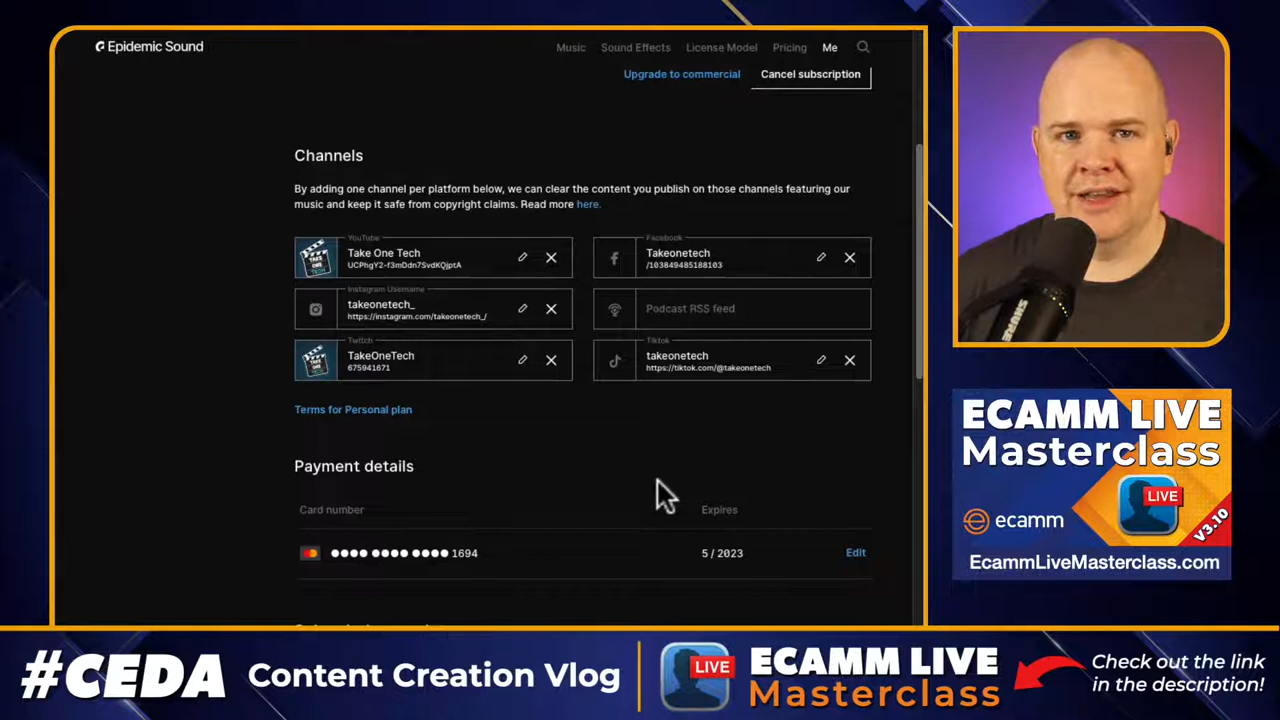 Epidemic Sound
Music Sound Effects License Model Pricing Me
Upgrade to commercial Cancel subscription
Channels
By adding one channel per platform below, we can clear the content you publish on those channels featuring our
music and keep it safe from copyright claims. Read more here.
YouTube
Take One Tech
UCPhgY2-f3mDdn7SvdKQjptA
Facebook
Takeonetech
/103849485188103
Instagram Username
takeonetech_
https://instagram.com/takeonetech_/
Podcast RSS feed
Twitch
TakeOneTech
675941671
Tiktok
takeonetech
https://tiktok.com/@takeonetech
Terms for Personal plan
Payment details
Card number Expires
●●●● ●●●● ●●●● 1694 5 / 2023 Edit
SHURE
ECAMM LIVE
Masterclass
LIVE
ecamm
V3.10
EcammLiveMasterclass.com
#CEDA Content Creation Vlog
LIVE
ECAMM LIVE
Masterclass
Check out the link
in the description!